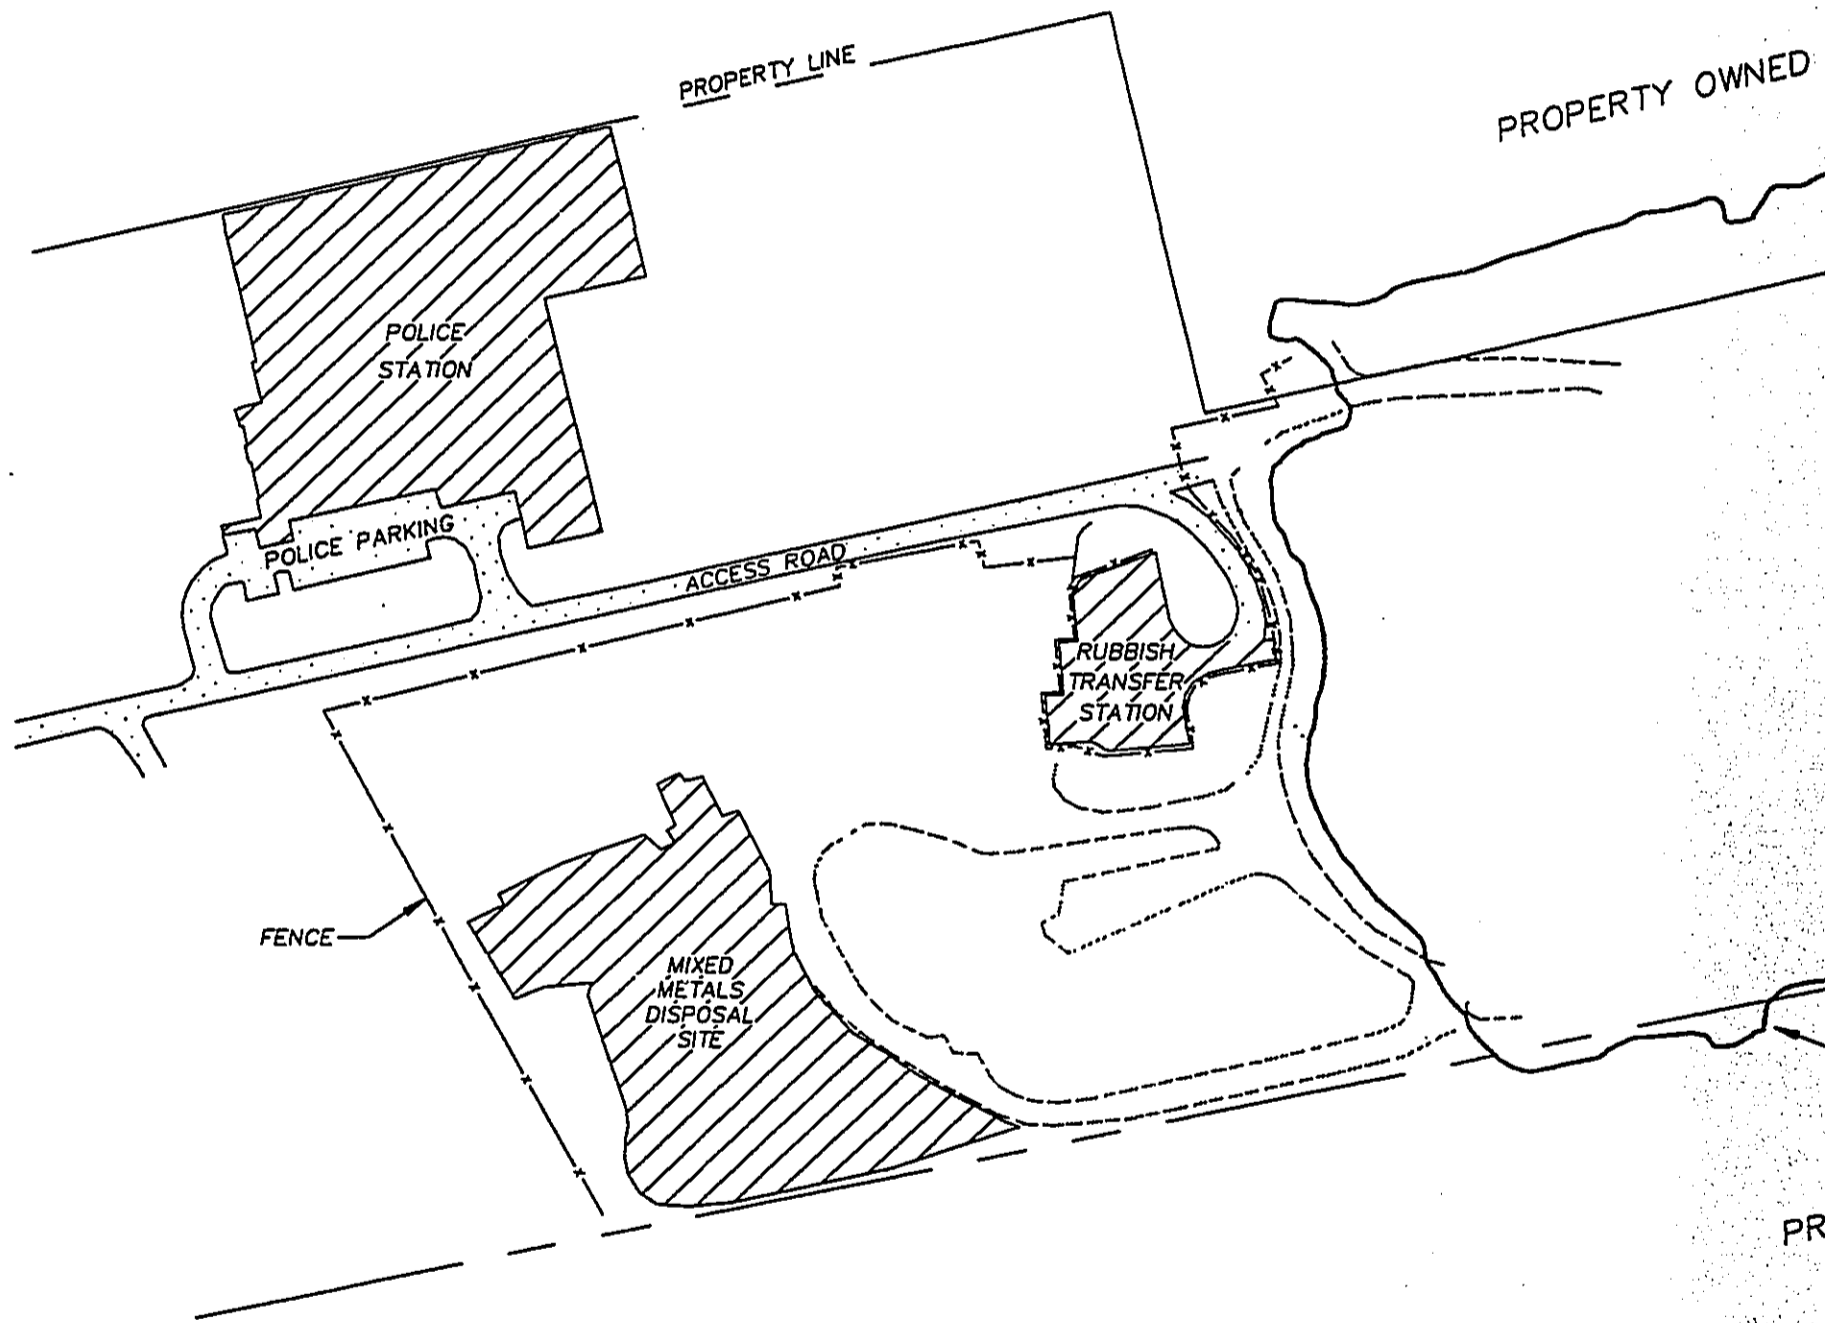 PROPERTY LINE
PROPERTY OWNED
POLICE
STATION
POLICE PARKING
ACCESS ROAD
RUBBISH
TRANSFER
STATION
FENCE
MIXED
METALS
DISPOSAL
SITE
PR